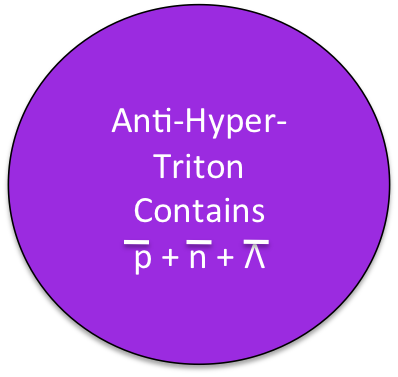 Anti-Hyper-
Triton
Contains
p̅ + n̅ + Λ̅